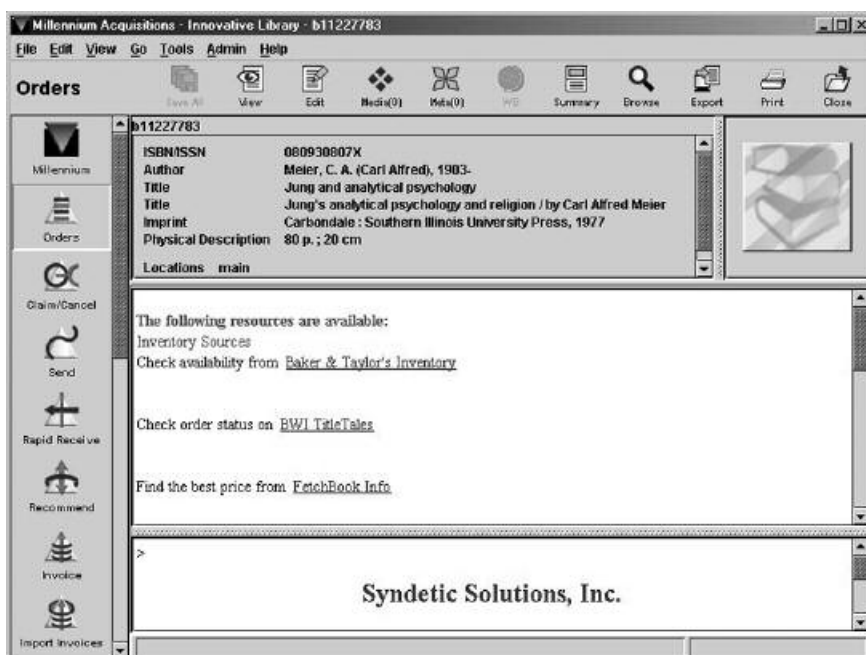 Millennium Acquisitions - Innovative Library - b11227783
File Edit View Go Tools Admin Help
Orders
Save All View Edit Media(0) Meta(0) WB Summary Browse Export Print Close
Millennium
Orders
Claim/Cancel
Send
Rapid Receive
Recommend
Invoice
Import Invoices
b11227783
ISBN/ISSN 080930807X
Author Meier, C. A. (Carl Alfred), 1903-
Title Jung and analytical psychology
Title Jung's analytical psychology and religion / by Carl Alfred Meier
Imprint Carbondale : Southern Illinois University Press, 1977
Physical Description 80 p. ; 20 cm
Locations main
The following resources are available:
Inventory Sources
Check availability from Baker & Taylor's Inventory
Check order status on BWI TitleTales
Find the best price from FetchBook Info
>
Syndetic Solutions, Inc.